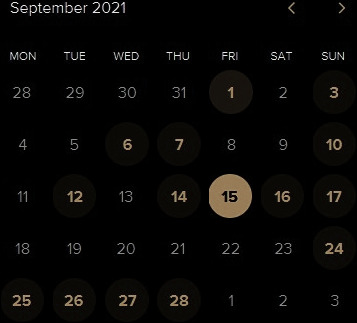 September 2021
MON TUE WED THU FRI SAT SUN
28 29 30 31 1 2 3
4 5 6 7 8 9 10
11 12 13 14 15 16 17
18 19 20 21 22 23 24
25 26 27 28 1 2 3